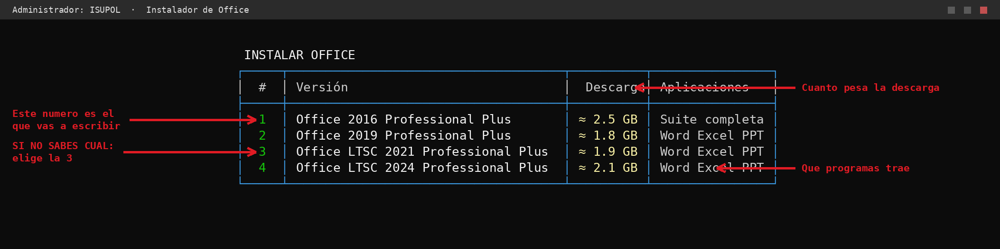 Administrador: ISUPOL · Instalador de Office
INSTALAR OFFICE
# Versión Descarga Aplicaciones
Cuanto pesa la descarga
Este numero es el
que vas a escribir
1 Office 2016 Professional Plus ≈ 2.5 GB Suite completa
2 Office 2019 Professional Plus ≈ 1.8 GB Word Excel PPT
SI NO SABES CUAL:
elige la 3
3 Office LTSC 2021 Professional Plus ≈ 1.9 GB Word Excel PPT
4 Office LTSC 2024 Professional Plus ≈ 2.1 GB Word Excel PPT
Que programas trae